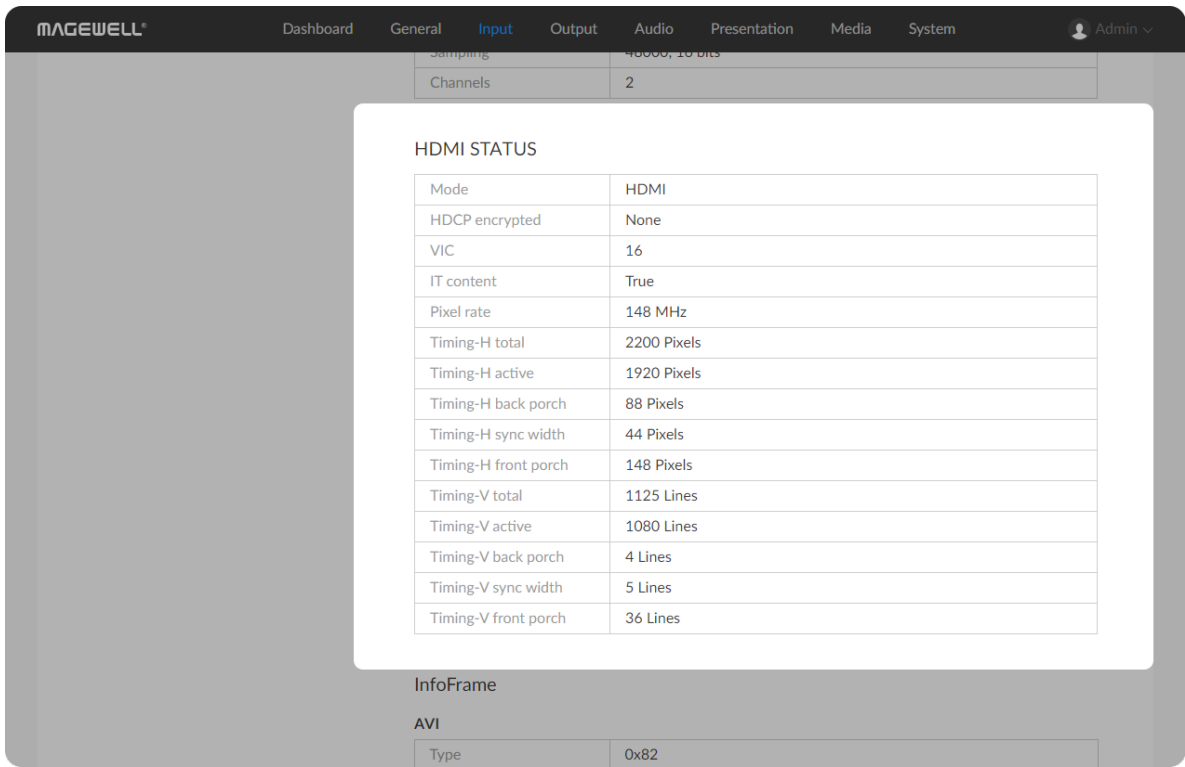 MAGEWELL®
Dashboard General Input Output Audio Presentation Media System Admin
Sampling 48000, 16 bits
Channels 2
HDMI STATUS
Mode HDMI
HDCP encrypted None
VIC 16
IT content True
Pixel rate 148 MHz
Timing-H total 2200 Pixels
Timing-H active 1920 Pixels
Timing-H back porch 88 Pixels
Timing-H sync width 44 Pixels
Timing-H front porch 148 Pixels
Timing-V total 1125 Lines
Timing-V active 1080 Lines
Timing-V back porch 4 Lines
Timing-V sync width 5 Lines
Timing-V front porch 36 Lines
InfoFrame
AVI
Type 0x82